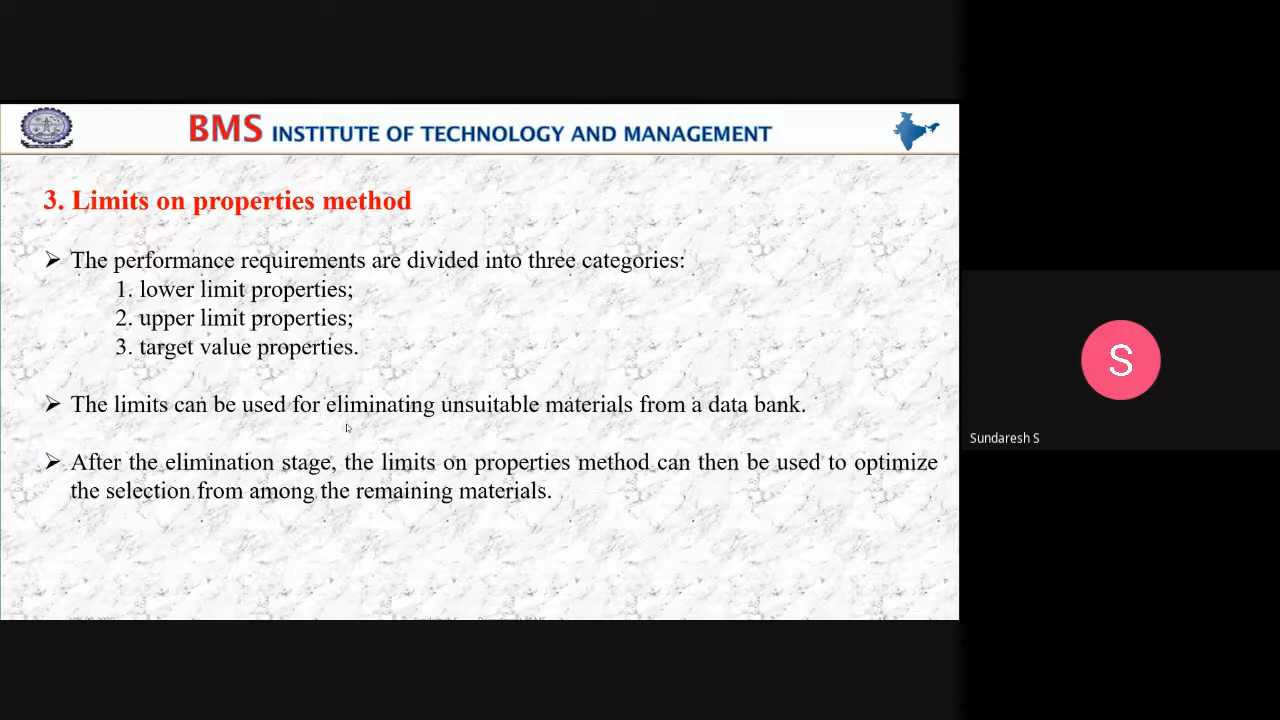 BMS INSTITUTE OF TECHNOLOGY AND MANAGEMENT
3. Limits on properties method
➢ The performance requirements are divided into three categories:
1. lower limit properties;
2. upper limit properties;
3. target value properties.
➢ The limits can be used for eliminating unsuitable materials from a data bank.
➢ After the elimination stage, the limits on properties method can then be used to optimize
the selection from among the remaining materials.
S
Sundaresh S